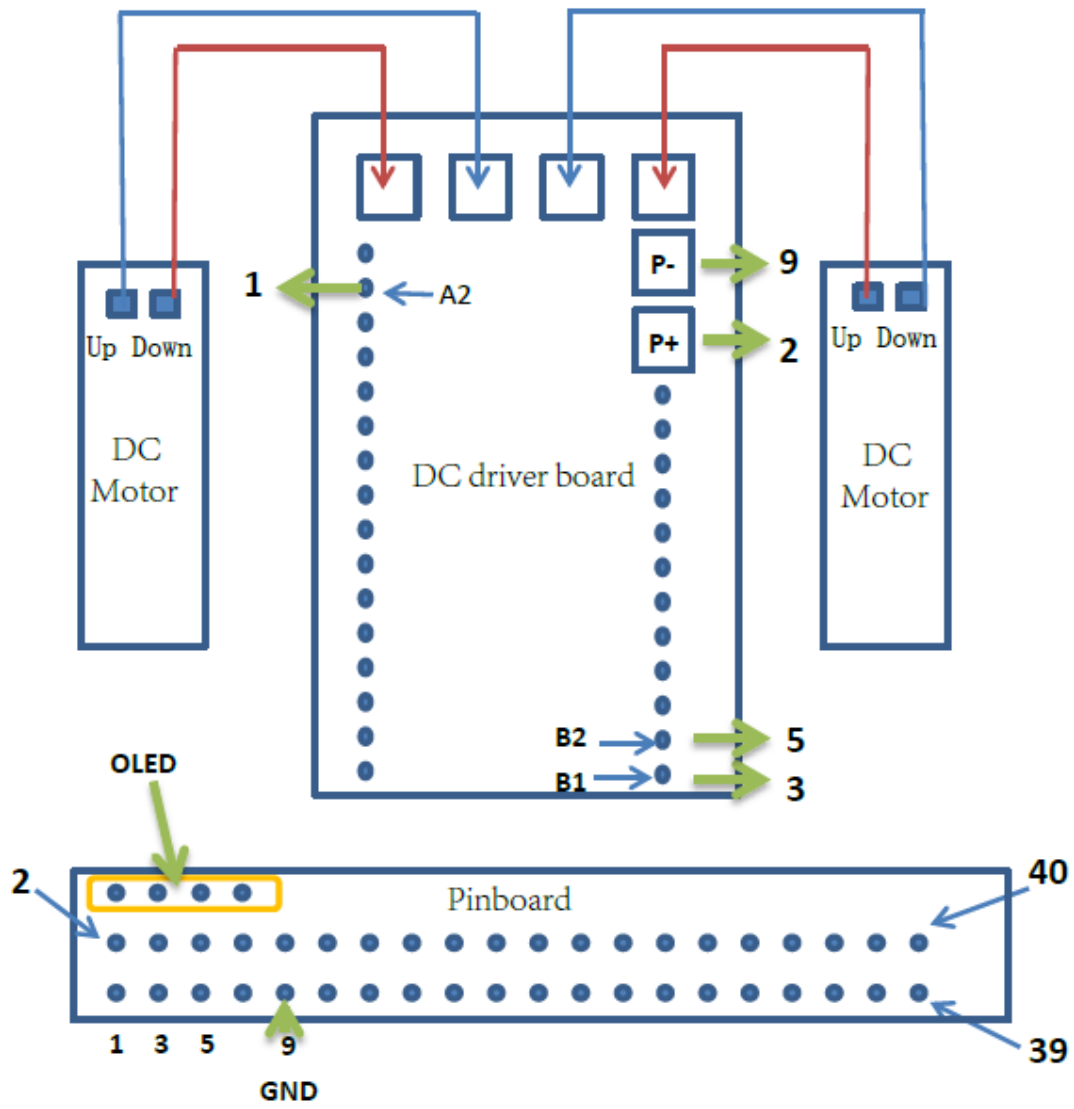 P-
9
1
A2
P+
2
Up Down
Up Down
DC
Motor
DC driver board
DC
Motor
B2
5
OLED
B1
3
2
Pinboard
40
1 3 5 9
39
GND